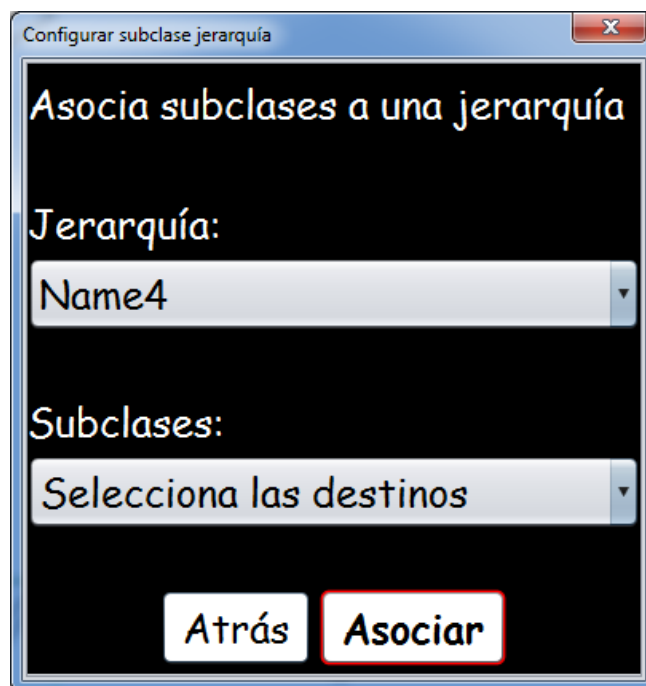 Configurar subclase jerarquía
Asocia subclases a una jerarquía
Jerarquía:
Name4
Subclases:
Selecciona las destinos
Atrás Asociar